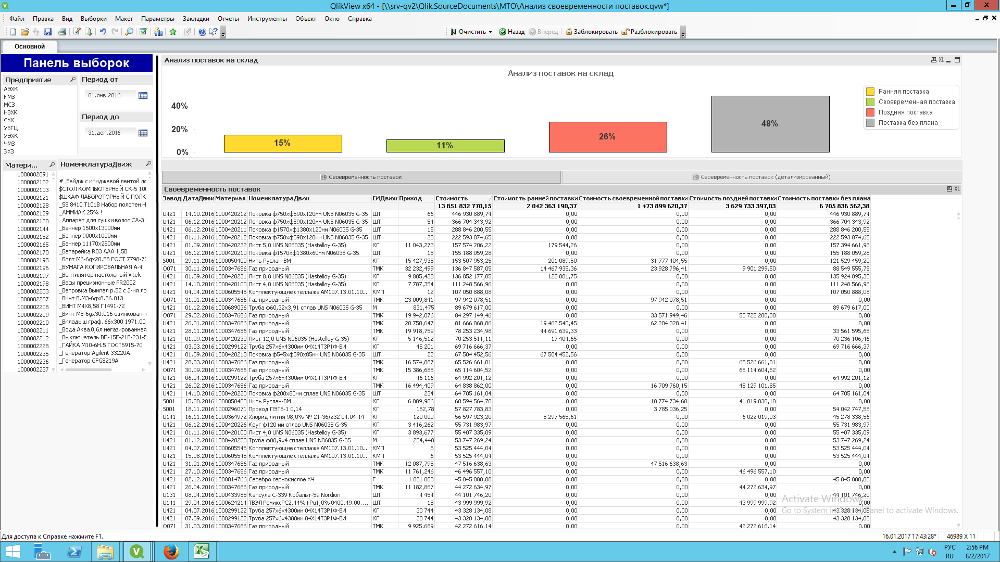 QlikView x64 - [\\srv-qv2\Qlik.SourceDocuments\МТО\Анализ своевременности поставок.qvw*]
Файл Правка Вид Выборки Макет Параметры Закладки Отчеты Инструменты Объект Окно Справка
Очистить Назад Вперед Заблокировать Разблокировать
Основной
Панель выборок
Предприятие
АЭХК
КМЗ
МСЗ
НЗХК
СХК
УЗГЦ
УЭХК
ЧМЗ
ЭХЗ
Период от
01.янв.2016
Период до
31.дек.2016
Матери...
1000002091
1000002102
1000002103
1000002121
1000002128
1000002129
1000002130
1000002144
1000002152
1000002165
1000002170
1000002195
1000002196
1000002197
1000002198
1000002203
1000002207
1000002208
1000002209
1000002210
1000002211
1000002212
1000002228
1000002235
1000002236
1000002237
НоменклатураДвиж
#_Бейдж с имиджевой лентой ло
$СТОЛ КОМПЬЮТЕРНЫЙ СК-5 100
$ШКАФ ЛАБОРОТОРНЫЙ С ПОЛК
_58 8410 T101B Набор полотен Н
_АММИАК 25% !
_Аппарат для сушки волос СА-3
_Баннер 1500х13000мм
_Баннер 9000х1000мм
_Баннер 11170х2500мм
_Батарейка R03 AAA 1,5В
_Болт М6-6gх20.58 ГОСТ 7798-70
_БУМАГА КОПИРОВАЛЬНАЯ А-4
_Вентилятор настольный Vitek
_Весы прецизионные PR2002
_Ветровка Вымпел р.52 с 2-мя ло
_Винт В.М3-6gх8.36.013
_ВИНТ М4Х8,58 Г1491-72
_Винт М8-6gх30.016 оцинкованны
_Вкладыш граф. 66х300 1971.00
_Вода Аква 0,6л негазированная
_Выключатель ВП-15Е-21Б-231-5
_ГАЙКА М10-6Н.5 ГОСТ5915-70
_Генератор Agilent 33220A
_Генератор GFG8219A
Анализ поставок на склад
XL
Анализ поставок на склад
40%
20%
0%
15%
11%
26%
48%
Ранняя поставка
Своевременная поставка
Поздняя поставка
Поставка без плана
Своевременность поставок
Своевременность поставок (детализированный)
Своевременность поставок XL
Завод ДатаДвиж Материал НоменклатураДвиж ЕИДвиж Приход Стоимость Стоимость ранней поставки Стоимость своевременной поставки Стоимость поздней поставки Стоимость поставки без плана
13 851 832 770,15 2 042 363 190,37 1 473 899 620,37 3 629 733 397,03 6 705 836 562,38
U421 14.10.2016 1000420212 Поковка ф750хф590х120мм UNS N06035 G-35 ШТ 66 446 930 889,74 0,00 0,00 0,00 446 930 889,74
U421 06.12.2016 1000420212 Поковка ф750хф590х120мм UNS N06035 G-35 ШТ 54 366 704 343,92 0,00 0,00 0,00 366 704 343,92
U421 06.12.2016 1000420211 Поковка ф1570хф1380х120мм N06035 G-35 ШТ 15 288 846 200,55 0,00 0,00 0,00 288 846 200,55
U421 01.11.2016 1000420212 Поковка ф750хф590х120мм UNS N06035 G-35 ШТ 33 222 593 874,65 0,00 0,00 0,00 222 593 874,65
U421 01.09.2016 1000420232 Лист 5,0 UNS N06035 (Hastelloy G-35) КГ 11 043,273 157 574 206,22 179 544,26 0,00 0,00 157 394 661,96
U421 06.12.2016 1000420210 Поковка ф1570хф1380х60мм N06035 G-35 ШТ 15 155 188 059,28 0,00 0,00 0,00 155 188 059,28
S001 29.11.2016 1000050400 Нить Руслан-ВМ КГ 15 427,935 153 507 953,25 201 089,50 31 777 404,55 0,00 121 529 459,20
O071 30.11.2016 1000347686 Газ природный ТМК 32 232,499 136 847 587,05 14 467 935,36 23 928 796,41 9 901 299,50 88 549 555,78
U421 01.09.2016 1000420231 Лист 8,0 UNS N06035 (Hastelloy G-35) КГ 9 805,438 136 052 177,05 128 081,75 0,00 0,00 135 924 095,30
U421 14.10.2016 1000420100 Лист 4,0 UNS N06035 (Hastelloy G-35) КГ 7 787,354 111 248 566,96 0,00 0,00 0,00 111 248 566,96
U421 04.04.2016 1000605545 Комплектующие стеллажа АМ107.13.01.10... КМП 12 107 050 888,08 0,00 0,00 0,00 107 050 888,08
O071 31.01.2016 1000347686 Газ природный ТМК 23 009,841 97 942 078,51 0,00 97 942 078,51 0,00 0,00
U421 01.12.2016 1000689036 Труба ф60,32х3,91 сплав UNS N06035 G-35 М 831,475 89 679 617,00 0,00 0,00 0,00 89 679 617,00
O071 29.02.2016 1000347686 Газ природный ТМК 19 942,076 84 297 149,46 0,00 33 571 949,46 50 725 200,00 0,00
U421 26.01.2016 1000347686 Газ природный ТМК 20 750,647 81 666 868,86 19 462 540,45 62 204 328,41 0,00 0,00
U421 28.11.2016 1000347686 Газ природный ТМК 19 918,759 78 253 234,98 44 691 639,33 0,00 0,00 33 561 595,65
U421 01.09.2016 1000420230 Лист 12,0 UNS N06035 (Hastelloy G-35) КГ 5 146,512 70 253 511,11 17 404,65 0,00 0,00 70 236 106,46
U421 03.03.2016 1000299122 Труба 257х6х4300мм 04Х14Т3Р1Ф-ВИ КГ 45 201 69 716 666,37 0,00 0,00 0,00 69 716 666,37
U421 01.09.2016 1000420213 Поковка ф545хф390х85мм UNS N06035 G-35 ШТ 22 67 504 452,56 67 504 452,56 0,00 0,00 0,00
U421 28.03.2016 1000347686 Газ природный ТМК 16 574,887 65 526 661,01 0,00 0,00 65 526 661,01 0,00
O071 30.09.2016 1000347686 Газ природный ТМК 15 386,685 65 114 604,52 0,00 0,00 65 114 604,52 0,00
U421 06.04.2016 1000299122 Труба 257х6х4300мм 04Х14Т3Р1Ф-ВИ КГ 46 116 64 992 201,12 0,00 0,00 0,00 64 992 201,12
U421 26.02.2016 1000347686 Газ природный ТМК 16 494,409 64 838 862,00 0,00 16 709 760,15 48 129 101,85 0,00
U421 14.10.2016 1000420220 Поковка ф200х80мм сплав UNS N06035 G-35 ШТ 234 64 705 161,04 0,00 0,00 0,00 64 705 161,04
S001 15.08.2016 1000050400 Нить Руслан-ВМ КГ 6 089,906 60 594 564,70 0,00 18 774 734,60 41 819 830,10 0,00
S001 18.11.2016 1000296071 Провод ПЭТВ-1 0,14 КГ 152,78 57 827 783,83 0,00 3 785 036,25 0,00 54 042 747,58
U141 16.11.2016 1000364972 Хлорид лития 98,0% № 21-36/232 04.04.14 КГ 120 000 56 597 923,20 5 297 565,61 0,00 6 022 019,03 45 278 338,56
U421 06.12.2016 1000420226 Круг ф120 мм сплав UNS N06035 G-35 КГ 3 416,262 55 731 983,97 0,00 0,00 0,00 55 731 983,97
U421 01.11.2016 1000420100 Лист 4,0 UNS N06035 (Hastelloy G-35) КГ 3 893,677 55 407 335,09 0,00 0,00 0,00 55 407 335,09
U421 01.12.2016 1000420253 Труба ф88,9х4 сплав UNS N06035 G-35 М 254,448 53 747 269,24 0,00 0,00 0,00 53 747 269,24
U421 04.07.2016 1000605545 Комплектующие стеллажа АМ107.13.01.10... КМП 6 53 525 444,04 0,00 0,00 0,00 53 525 444,04
U421 15.08.2016 1000605545 Комплектующие стеллажа АМ107.13.01.10... КМП 6 53 525 444,04 0,00 0,00 0,00 53 525 444,04
U421 31.01.2016 1000347686 Газ природный ТМК 12 087,795 47 516 638,63 0,00 47 516 638,63 0,00 0,00
U421 27.10.2016 1000347686 Газ природный ТМК 11 761,246 46 496 557,10 0,00 0,00 46 496 557,10 0,00
U421 02.12.2016 1000014766 Серебро сернокислое ХЧ Г 1 001 000 45 045 000,00 0,00 0,00 0,00 45 045 000,00
U421 26.04.2016 1000347686 Газ природный ТМК 11 182,867 44 272 634,97 0,00 0,00 44 272 634,97 0,00
U131 08.04.2016 1000433988 Капсула С-339 Кобальт-59 Nordion ШТ 4 454 44 101 746,20 0,00 0,00 0,00 44 101 746,20
U141 29.04.2016 1000624214 ТВЭЛ РемиксРС2,44%+Pu1,0% 0400.49.00.... ШТ 18 43 999 999,92 0,00 0,00 43 999 999,92 0,00
U421 04.07.2016 1000299122 Труба 257х6х4300мм 04Х14Т3Р1Ф-ВИ КГ 30 744 43 328 134,08 0,00 0,00 0,00 43 328 134,08
U421 07.09.2016 1000299122 Труба 257х6х4300мм 04Х14Т3Р1Ф-ВИ КГ 30 744 43 328 134,08 0,00 0,00 0,00 43 328 134,08
O071 31.03.2016 1000347686 Газ природный ТМК 9 925,689 42 272 616,14 0,00 0,00 42 272 616,14 0,00
Activate Windows
Go to System in Control Panel to activate Windows.
Для доступа к Справке нажмите F1.
16.01.2017 17:43:28* 46989 X 11
РУС
RU
2:56 PM
8/2/2017